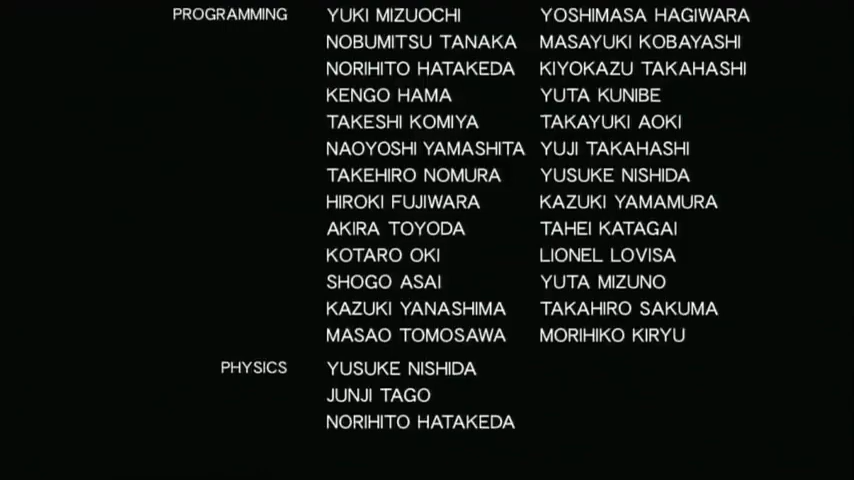 PROGRAMMING YUKI MIZUOCHI YOSHIMASA HAGIWARA
NOBUMITSU TANAKA MASAYUKI KOBAYASHI
NORIHITO HATAKEDA KIYOKAZU TAKAHASHI
KENGO HAMA YUTA KUNIBE
TAKESHI KOMIYA TAKAYUKI AOKI
NAOYOSHI YAMASHITA YUJI TAKAHASHI
TAKEHIRO NOMURA YUSUKE NISHIDA
HIROKI FUJIWARA KAZUKI YAMAMURA
AKIRA TOYODA TAHEI KATAGAI
KOTARO OKI LIONEL LOVISA
SHOGO ASAI YUTA MIZUNO
KAZUKI YANASHIMA TAKAHIRO SAKUMA
MASAO TOMOSAWA MORIHIKO KIRYU
PHYSICS YUSUKE NISHIDA
JUNJI TAGO
NORIHITO HATAKEDA